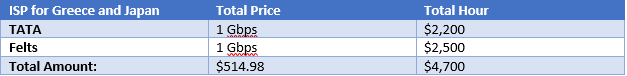 ISP for Greece and Japan Total Price Total Hour
TATA 1 Gbps $2,200
Felts 1 Gbps $2,500
Total Amount: $514.98 $4,700